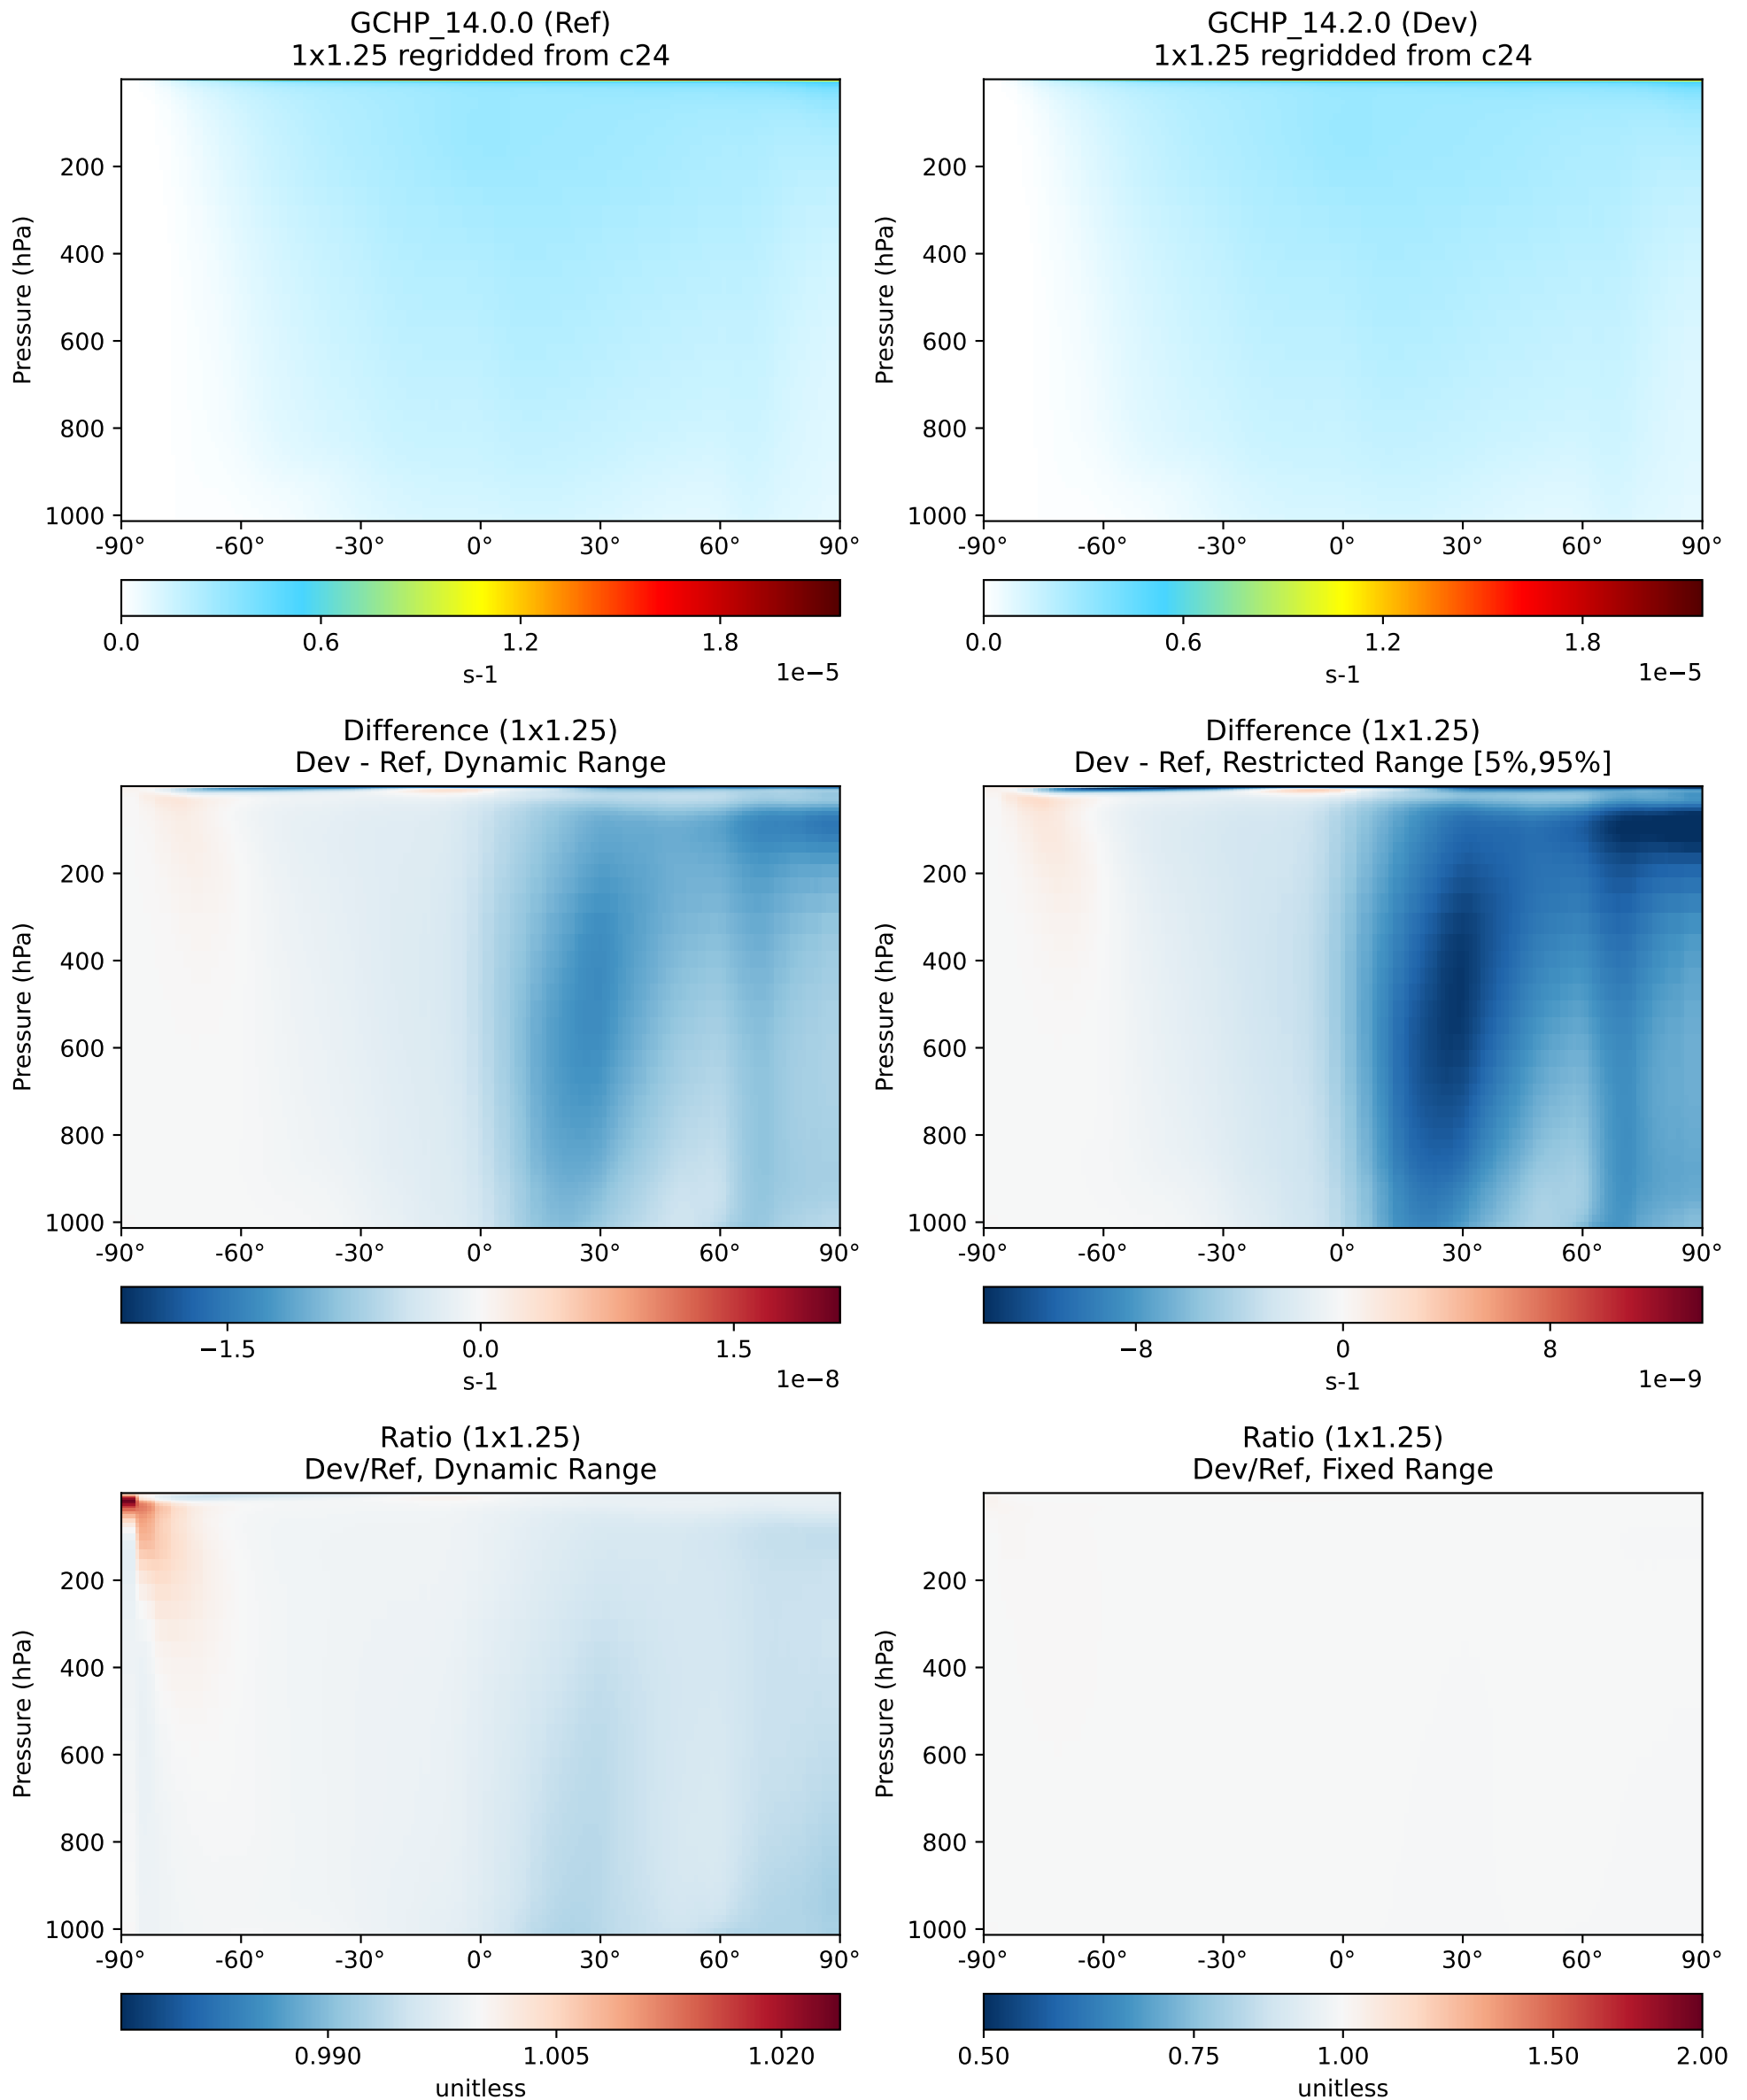 GCHP_14.0.0 (Ref)
1x1.25 regridded from c24
Pressure (hPa)
200
400
600
800
1000
-90° -60° -30° 0° 30° 60° 90°
0.0 0.6 1.2 1.8
s-1
1e−5
GCHP_14.2.0 (Dev)
1x1.25 regridded from c24
Pressure (hPa)
200
400
600
800
1000
-90° -60° -30° 0° 30° 60° 90°
0.0 0.6 1.2 1.8
s-1
1e−5
Difference (1x1.25)
Dev - Ref, Dynamic Range
Pressure (hPa)
200
400
600
800
1000
-90° -60° -30° 0° 30° 60° 90°
−1.5 0.0 1.5
s-1
1e−8
Difference (1x1.25)
Dev - Ref, Restricted Range [5%,95%]
Pressure (hPa)
200
400
600
800
1000
-90° -60° -30° 0° 30° 60° 90°
−8 0 8
s-1
1e−9
Ratio (1x1.25)
Dev/Ref, Dynamic Range
Pressure (hPa)
200
400
600
800
1000
-90° -60° -30° 0° 30° 60° 90°
0.990 1.005 1.020
unitless
Ratio (1x1.25)
Dev/Ref, Fixed Range
Pressure (hPa)
200
400
600
800
1000
-90° -60° -30° 0° 30° 60° 90°
0.50 0.75 1.00 1.50 2.00
unitless